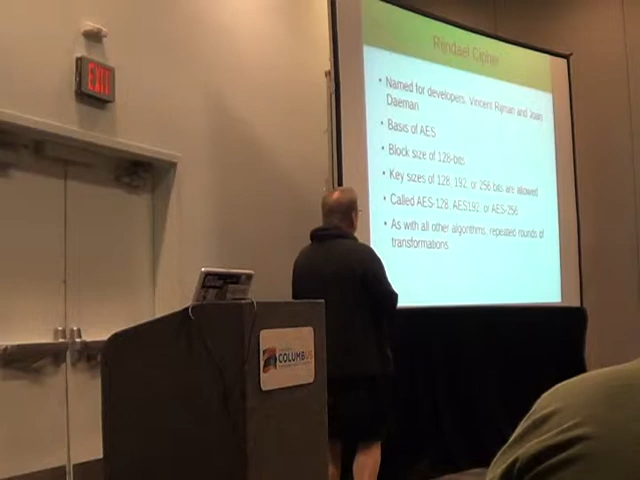 EXIT
Rijndael Cipher
• Named for developers, Vincent Rijman and Joan
Daeman
• Basis of AES
• Block size of 128-bits
• Key sizes of 128, 192, or 256 bits are allowed
• Called AES-128, AES192, or AES-256
• As with all other algorithms, repeated rounds of
transformations
COLUMBUS